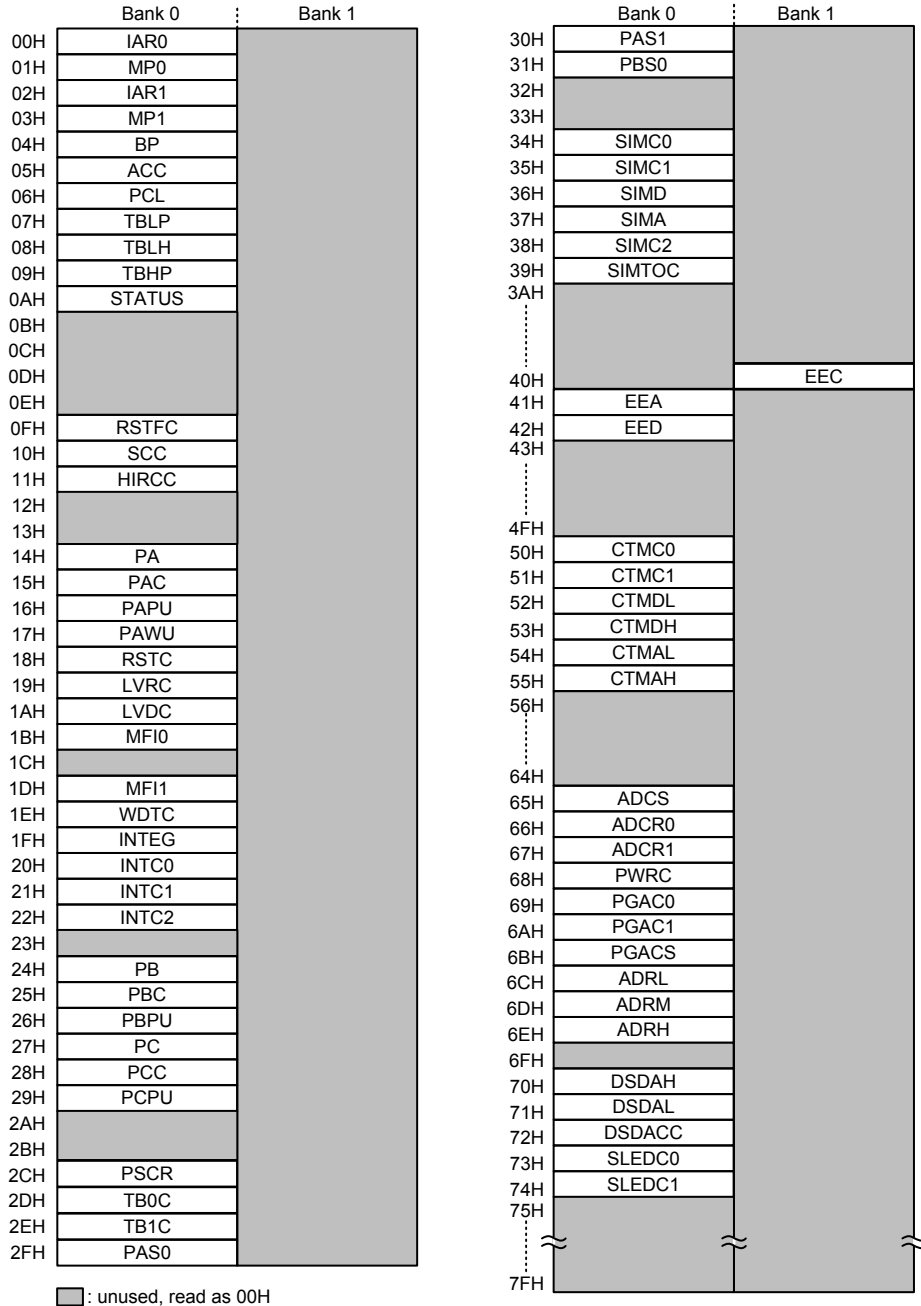 Bank 0 Bank 1
00H IAR0
01H MP0
02H IAR1
03H MP1
04H BP
05H ACC
06H PCL
07H TBLP
08H TBLH
09H TBHP
0AH STATUS
0BH
0CH
0DH
0EH
0FH RSTFC
10H SCC
11H HIRCC
12H
13H
14H PA
15H PAC
16H PAPU
17H PAWU
18H RSTC
19H LVRC
1AH LVDC
1BH MFI0
1CH
1DH MFI1
1EH WDTC
1FH INTEG
20H INTC0
21H INTC1
22H INTC2
23H
24H PB
25H PBC
26H PBPU
27H PC
28H PCC
29H PCPU
2AH
2BH
2CH PSCR
2DH TB0C
2EH TB1C
2FH PAS0
: unused, read as 00H
Bank 0 Bank 1
30H PAS1
31H PBS0
32H
33H
34H SIMC0
35H SIMC1
36H SIMD
37H SIMA
38H SIMC2
39H SIMTOC
3AH
40H EEC
41H EEA
42H EED
43H
4FH
50H CTMC0
51H CTMC1
52H CTMDL
53H CTMDH
54H CTMAL
55H CTMAH
56H
64H
65H ADCS
66H ADCR0
67H ADCR1
68H PWRC
69H PGAC0
6AH PGAC1
6BH PGACS
6CH ADRL
6DH ADRM
6EH ADRH
6FH
70H DSDAH
71H DSDAL
72H DSDACC
73H SLEDC0
74H SLEDC1
75H
7FH